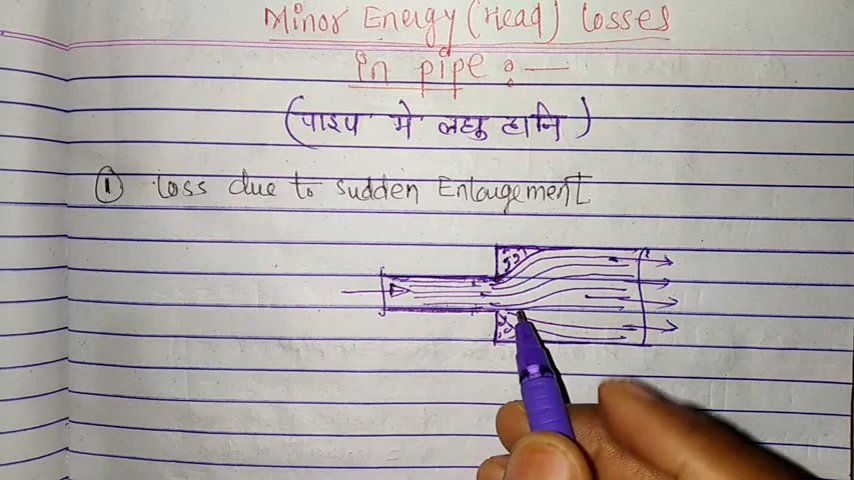 Minor Energy (Head) losses
in pipe :—
(पाइप मे लघु हानि)
① Loss due to sudden Enlargement